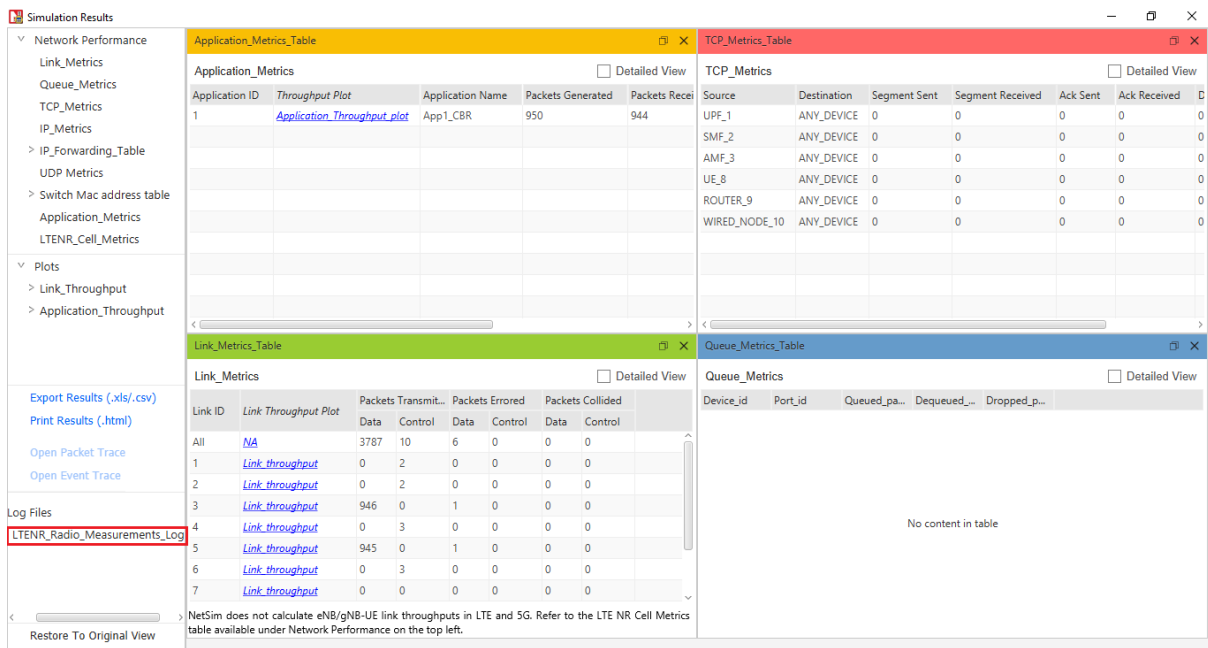 Simulation Results
Network Performance
Link_Metrics
Queue_Metrics
TCP_Metrics
IP_Metrics
IP_Forwarding_Table
UDP Metrics
Switch Mac address table
Application_Metrics
LTENR_Cell_Metrics
Plots
Link_Throughput
Application_Throughput
Export Results (.xls/.csv)
Print Results (.html)
Open Packet Trace
Open Event Trace
Log Files
LTENR_Radio_Measurements_Log
Restore To Original View
Application_Metrics_Table
Application_Metrics Detailed View
Application ID Throughput Plot Application Name Packets Generated Packets Recei
1 Application_Throughput_plot App1_CBR 950 944
TCP_Metrics_Table
TCP_Metrics Detailed View
Source Destination Segment Sent Segment Received Ack Sent Ack Received D
UPF_1 ANY_DEVICE 0 0 0 0 0
SMF_2 ANY_DEVICE 0 0 0 0 0
AMF_3 ANY_DEVICE 0 0 0 0 0
UE_8 ANY_DEVICE 0 0 0 0 0
ROUTER_9 ANY_DEVICE 0 0 0 0 0
WIRED_NODE_10 ANY_DEVICE 0 0 0 0 0
Link_Metrics_Table
Link_Metrics Detailed View
Link ID Link Throughput Plot Packets Transmit... Packets Errored Packets Collided
Data Control Data Control Data Control
All NA 3787 10 6 0 0 0
1 Link_throughput 0 2 0 0 0 0
2 Link_throughput 0 2 0 0 0 0
3 Link_throughput 946 0 1 0 0 0
4 Link_throughput 0 3 0 0 0 0
5 Link_throughput 945 0 1 0 0 0
6 Link_throughput 0 3 0 0 0 0
7 Link_throughput 0 0 0 0 0 0
NetSim does not calculate eNB/gNB-UE link throughputs in LTE and 5G. Refer to the LTE NR Cell Metrics
table available under Network Performance on the top left.
Queue_Metrics_Table
Queue_Metrics Detailed View
Device_id Port_id Queued_pa... Dequeued_... Dropped_p...
No content in table